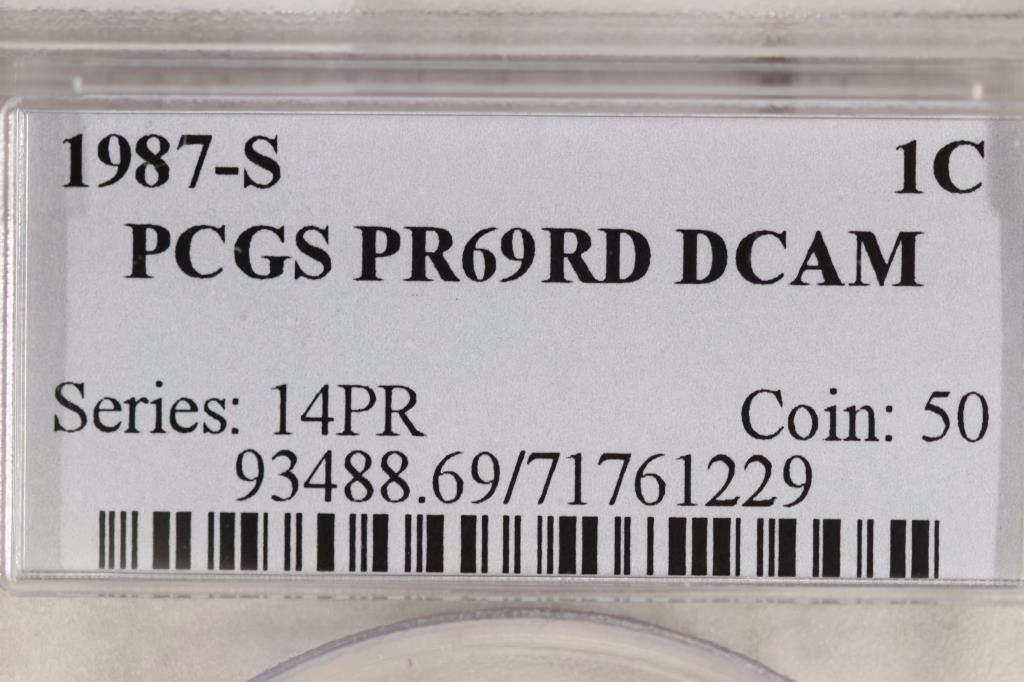 1987-S 1C
PCGS PR69RD DCAM
Series: 14PR Coin: 50
93488.69/71761229